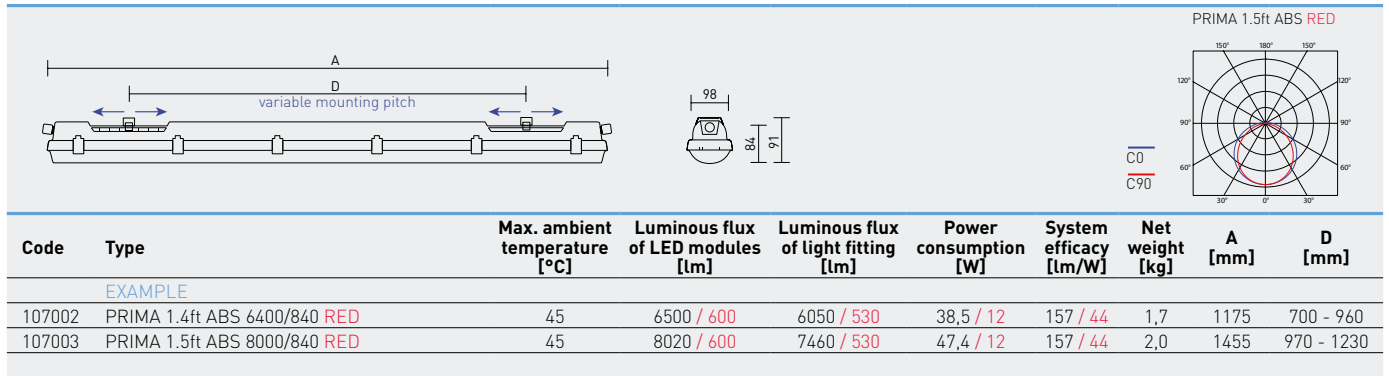 PRIMA 1.5ft ABS RED
A
D
variable mounting pitch
98
84
91
150° 180° 150°
120° 120°
90° 90°
60° 60°
30° 0° 30°
C0
C90
Code Type Max. ambient temperature [°C] Luminous flux of LED modules [lm] Luminous flux of light fitting [lm] Power consumption [W] System efficacy [lm/W] Net weight [kg] A [mm] D [mm]
EXAMPLE
107002 PRIMA 1.4ft ABS 6400/840 RED 45 6500 / 600 6050 / 530 38,5 / 12 157 / 44 1,7 1175 700 - 960
107003 PRIMA 1.5ft ABS 8000/840 RED 45 8020 / 600 7460 / 530 47,4 / 12 157 / 44 2,0 1455 970 - 1230